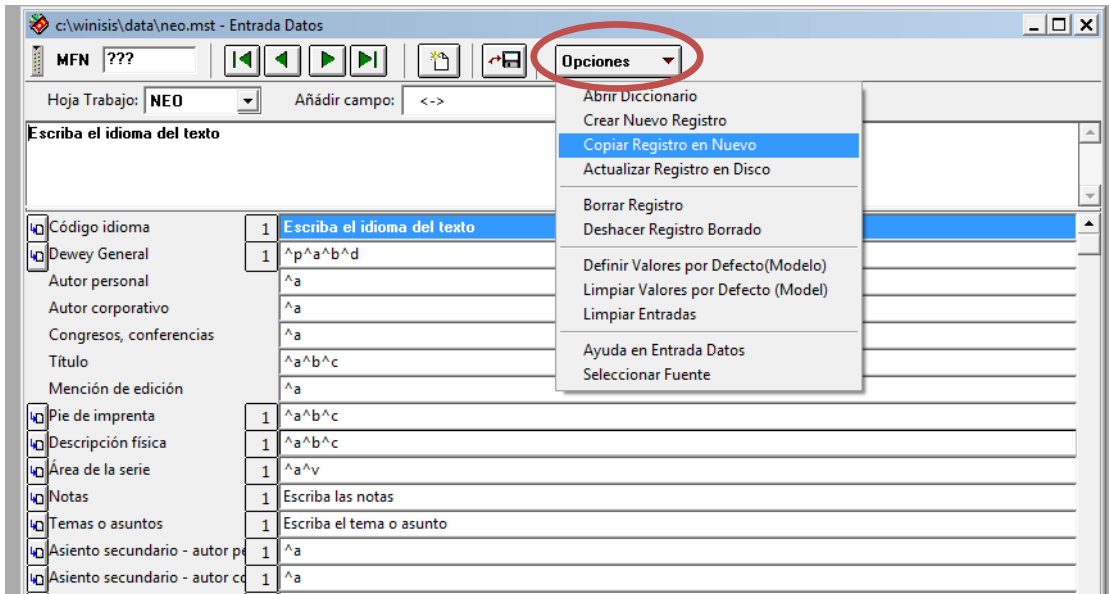 c:\winisis\data\neo.mst - Entrada Datos
MFN ??? Opciones
Hoja Trabajo: NEO Añádir campo: <->
Escriba el idioma del texto
Abrir Diccionario
Crear Nuevo Registro
Copiar Registro en Nuevo
Actualizar Registro en Disco
Borrar Registro
Deshacer Registro Borrado
Definir Valores por Defecto(Modelo)
Limpiar Valores por Defecto (Model)
Limpiar Entradas
Ayuda en Entrada Datos
Seleccionar Fuente
Código idioma 1 Escriba el idioma del texto
Dewey General 1 ^p^a^b^d
Autor personal ^a
Autor corporativo ^a
Congresos, conferencias ^a
Título ^a^b^c
Mención de edición ^a
Pie de imprenta 1 ^a^b^c
Descripción física 1 ^a^b^c
Área de la serie 1 ^a^v
Notas 1 Escriba las notas
Temas o asuntos 1 Escriba el tema o asunto
Asiento secundario - autor pe 1 ^a
Asiento secundario - autor co 1 ^a